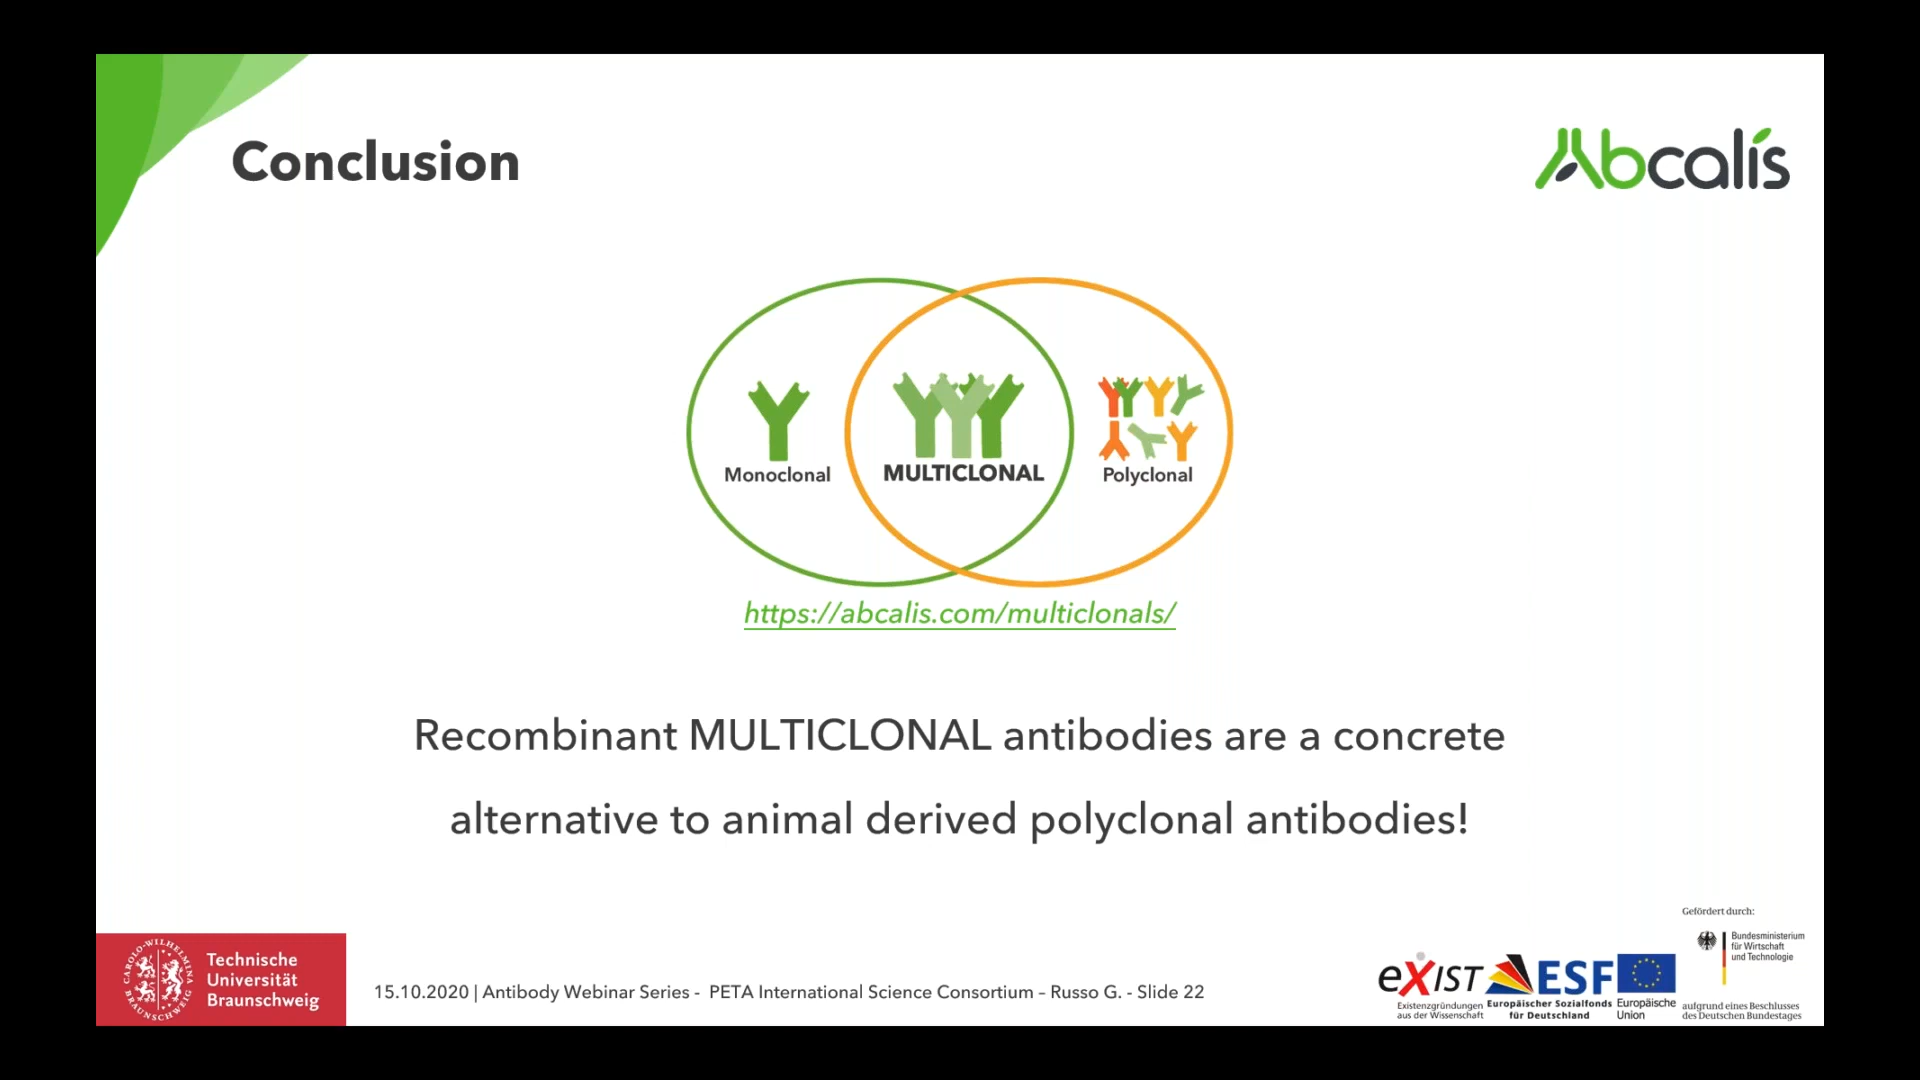 Conclusion
Abcalis
Monoclonal
MULTICLONAL
Polyclonal
https://abcalis.com/multiclonals/
Recombinant MULTICLONAL antibodies are a concrete
alternative to animal derived polyclonal antibodies!
CAROLO-WILHELMINA
BRAUNSCHWEIG
Technische
Universität
Braunschweig
15.10.2020 | Antibody Webinar Series - PETA International Science Consortium – Russo G. - Slide 22
eXIST
Existenzgründungen
aus der Wissenschaft
ESF
Europäischer Sozialfonds
für Deutschland
Europäische
Union
Gefördert durch:
Bundesministerium
für Wirtschaft
und Technologie
aufgrund eines Beschlusses
des Deutschen Bundestages